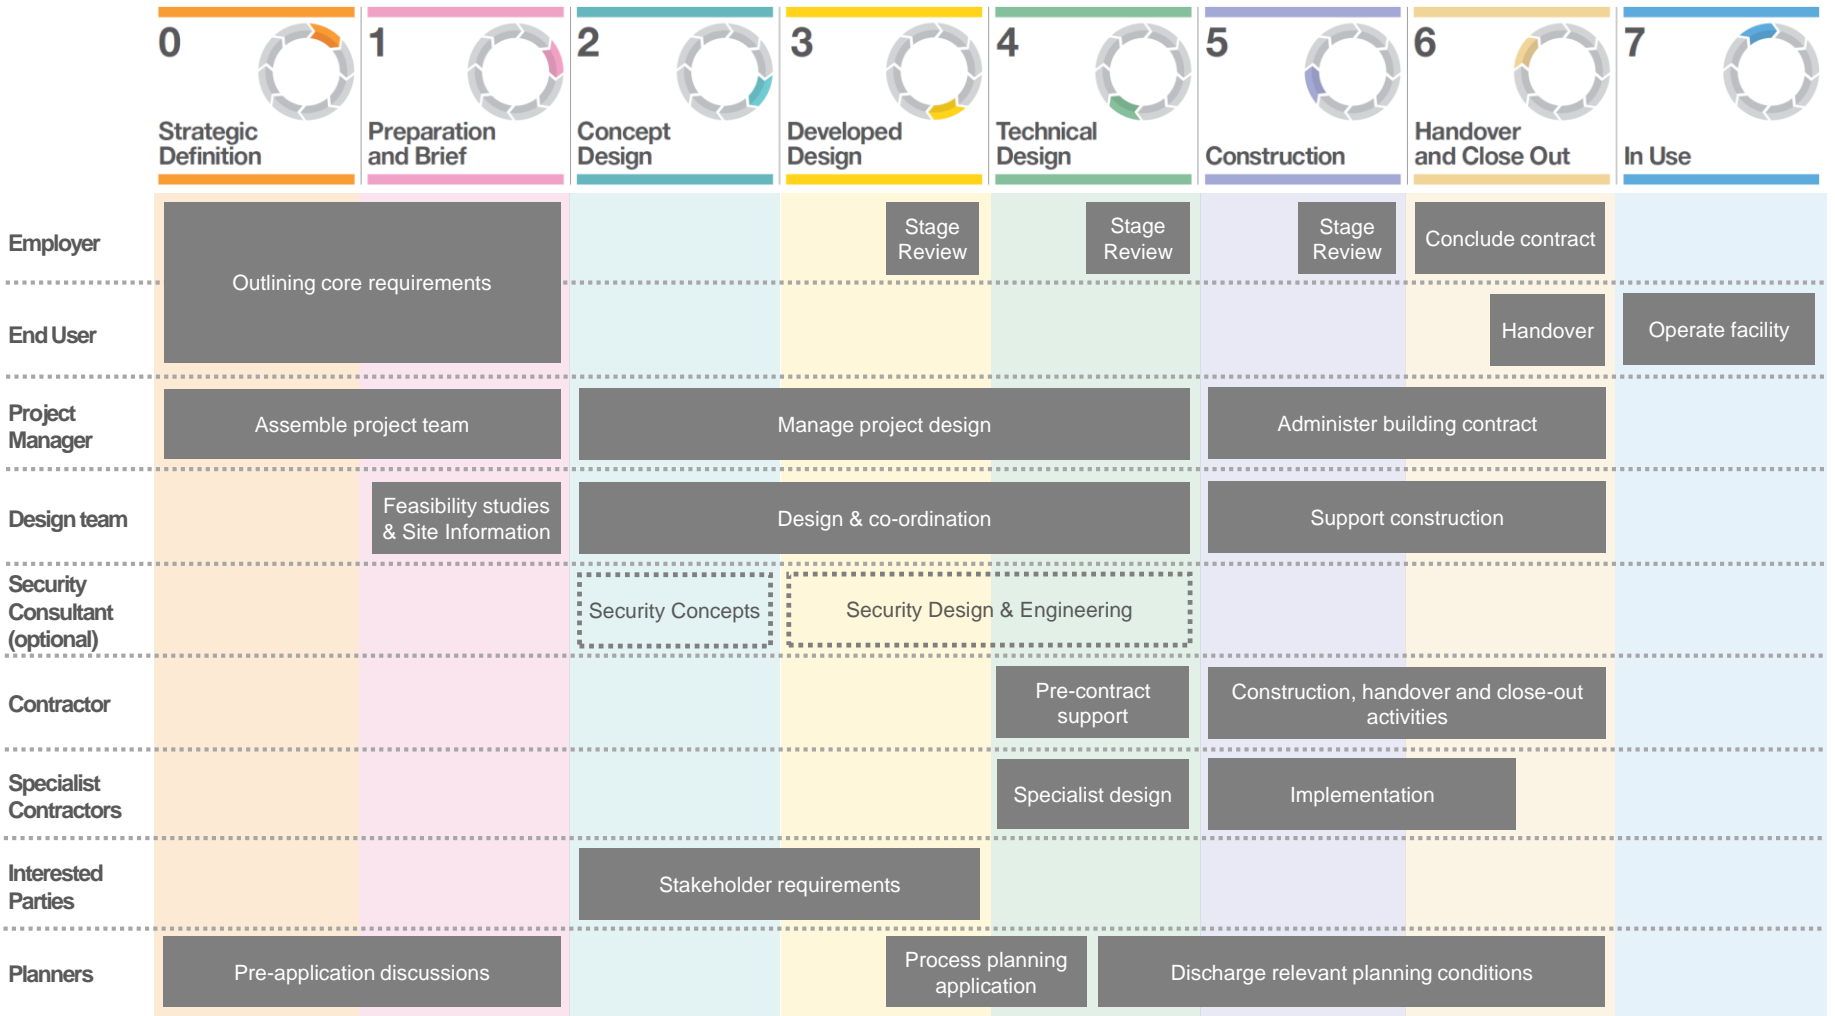 0
Strategic
Definition
1
Preparation
and Brief
2
Concept
Design
3
Developed
Design
4
Technical
Design
5
Construction
6
Handover
and Close Out
7
In Use
Employer
Outlining core requirements
Stage
Review
Stage
Review
Stage
Review
Conclude contract
End User
Handover
Operate facility
Project
Manager
Assemble project team
Manage project design
Administer building contract
Design team
Feasibility studies
& Site Information
Design & co-ordination
Support construction
Security
Consultant
(optional)
Security Concepts
Security Design & Engineering
Contractor
Pre-contract
support
Construction, handover and close-out
activities
Specialist
Contractors
Specialist design
Implementation
Interested
Parties
Stakeholder requirements
Planners
Pre-application discussions
Process planning
application
Discharge relevant planning conditions